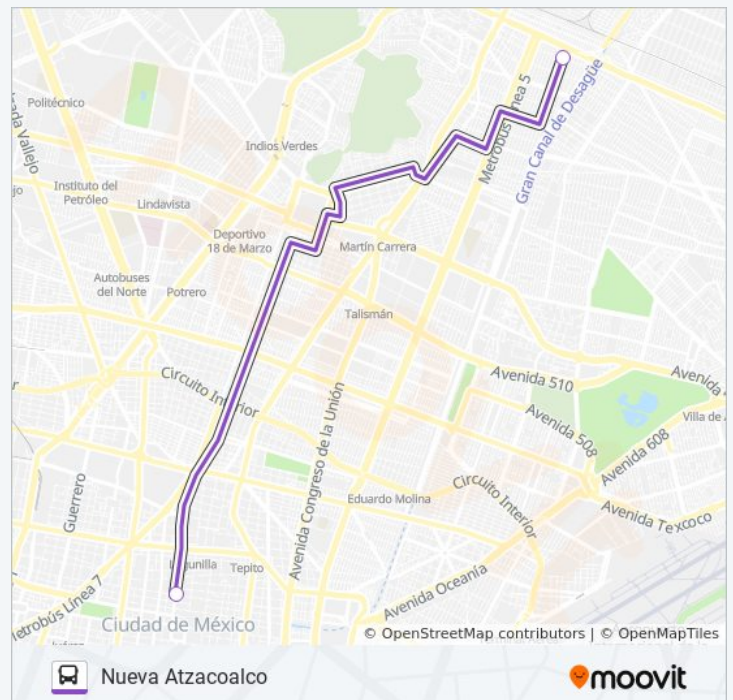 Politécnico
Indios Verdes
Metrobús Línea 5
Gran Canal de Desagüe
Instituto del
Petróleo
Lindavista
Deportivo
18 de Marzo
Martín Carrera
Autobuses
del Norte
Potrero
Talismán
Circuito Interior
Avenida 510
Avenida
Avenida 508
Villa de
Avenida 608
Avenida Congreso de la Unión
Guerrero
Eduardo Molina
Circuito Interior
Avenida Texcoco
Tepito
Avenida Oceanía
Ciudad de México
© OpenStreetMap contributors | © OpenMapTiles
Nueva Atzacoalco
moovit